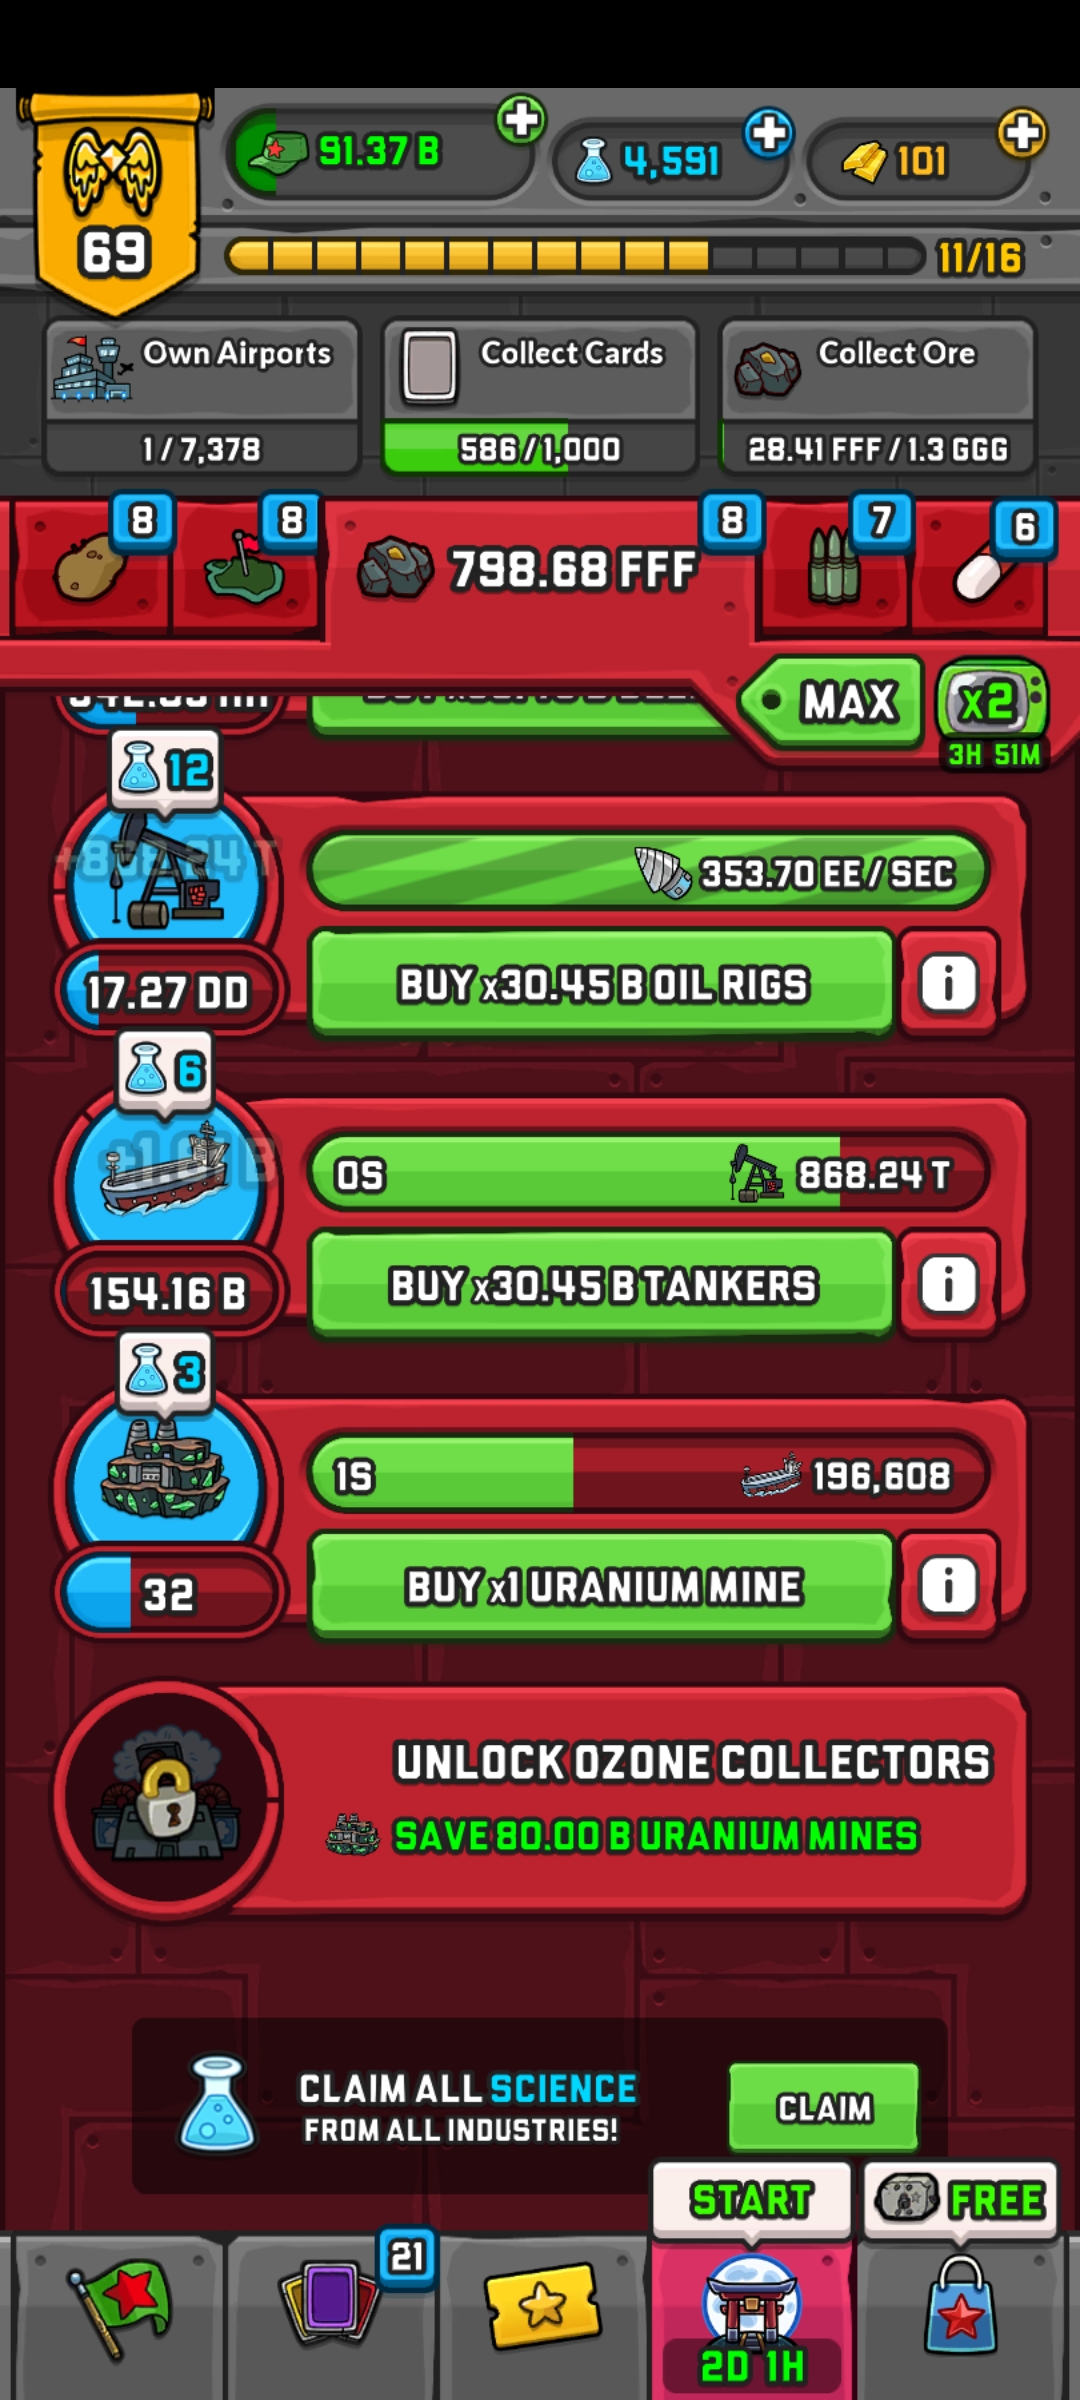 91.37 B
4,591
101
69
11/16
Own Airports
Collect Cards
Collect Ore
1/7,378
586/1,000
28.41 FFF/1.3 GGG
8
8
798.68 FFF
8
7
6
MAX
x2
3H 51M
12
+868.24 T
353.70 EE/SEC
17.27 DD
BUY x30.45 B OIL RIGS
i
6
0S
868.24 T
154.16 B
BUY x30.45 B TANKERS
i
3
1S
196,608
32
BUY x1 URANIUM MINE
i
UNLOCK OZONE COLLECTORS
SAVE 80.00 B URANIUM MINES
CLAIM ALL SCIENCE
FROM ALL INDUSTRIES!
CLAIM
START
FREE
21
2D 1H